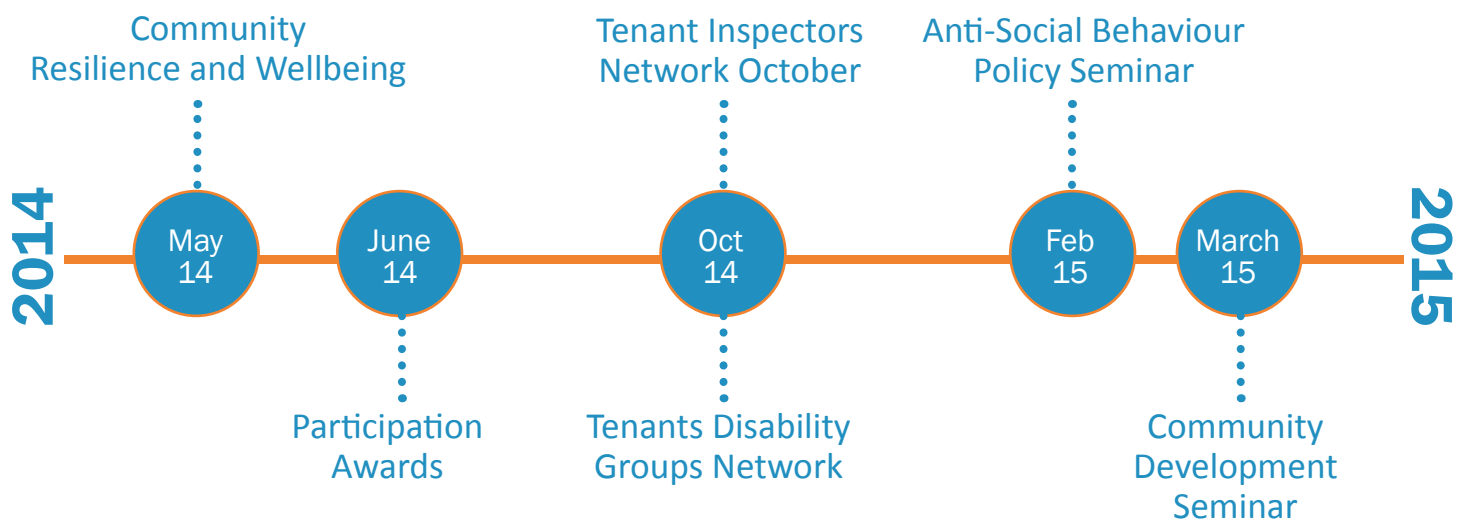 Community
Resilience and Wellbeing
Tenant Inspectors
Network October
Anti-Social Behaviour
Policy Seminar
2014
May
14
June
14
Oct
14
Feb
15
March
15
2015
Participation
Awards
Tenants Disability
Groups Network
Community
Development
Seminar